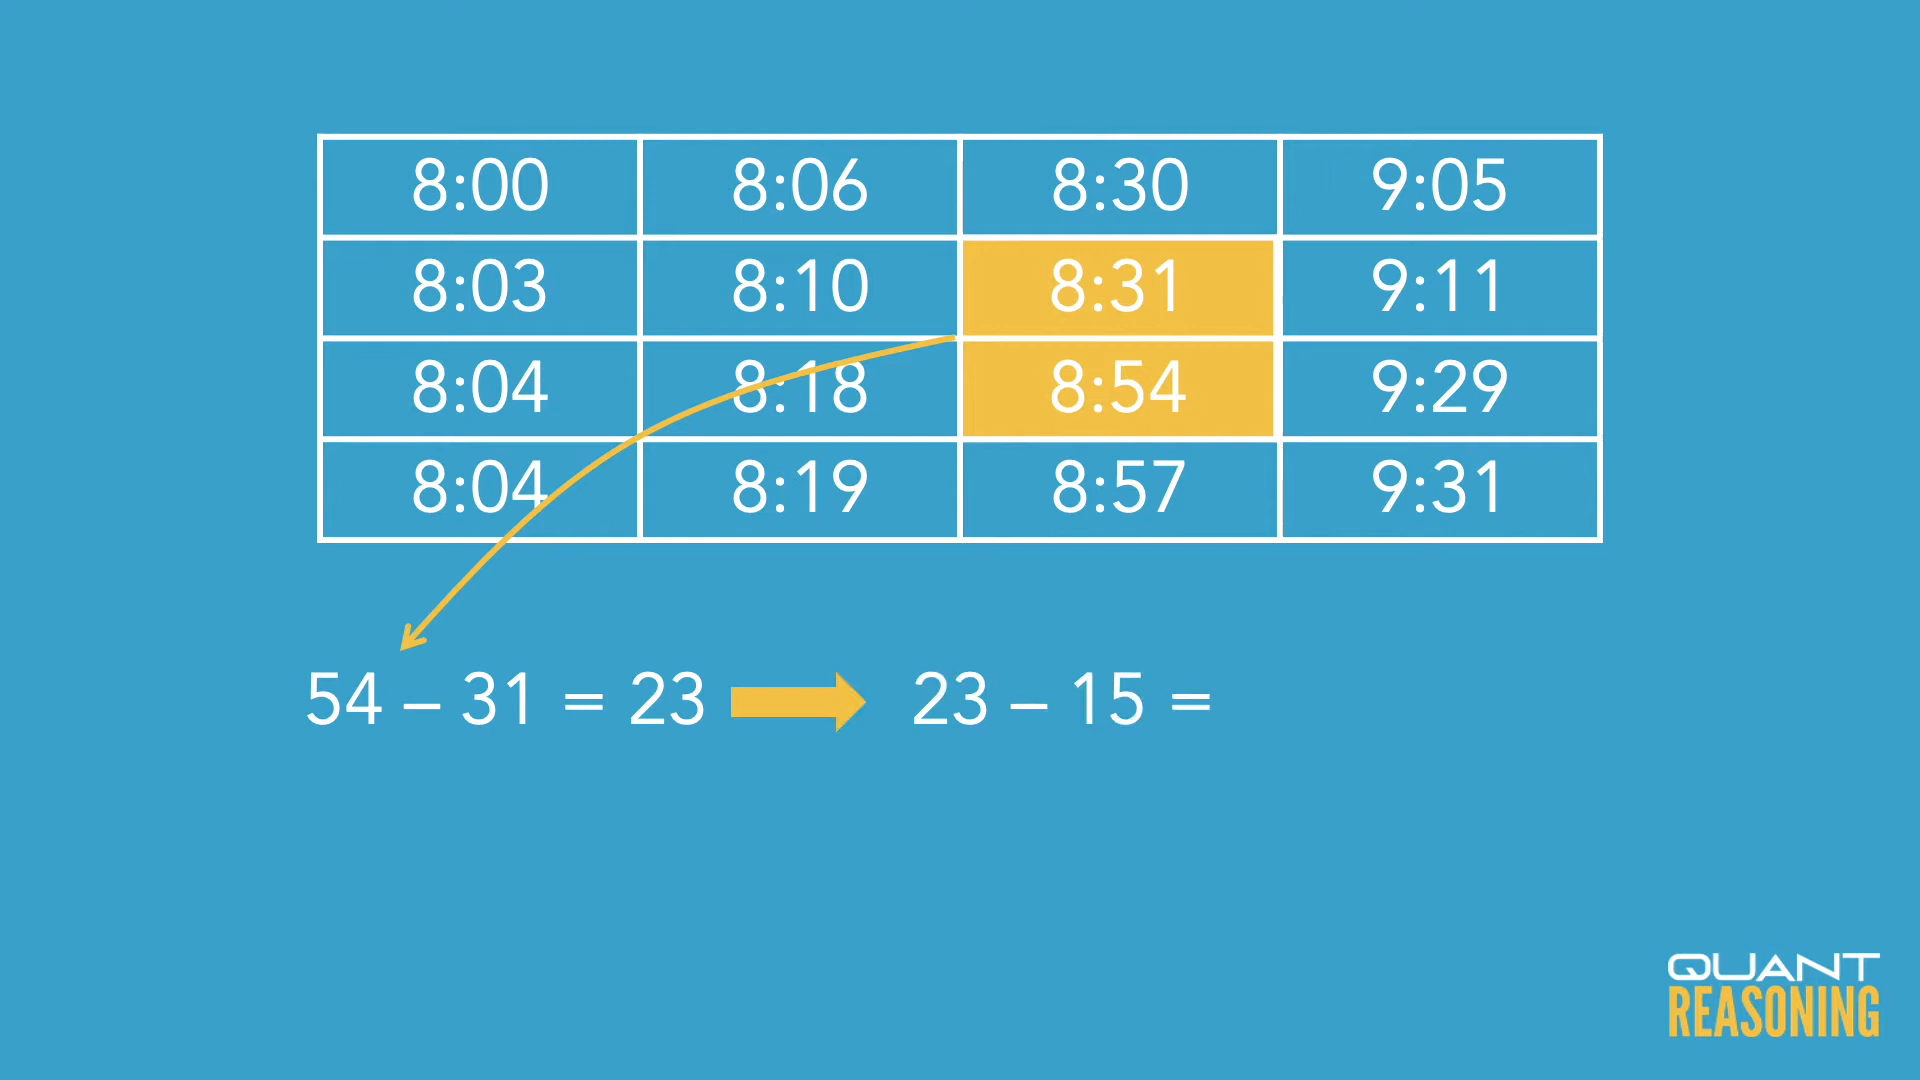 8:00 8:06 8:30 9:05
8:03 8:10 8:31 9:11
8:04 8:18 8:54 9:29
8:04 8:19 8:57 9:31
54 – 31 = 23 23 – 15 =
QUANT
REASONING